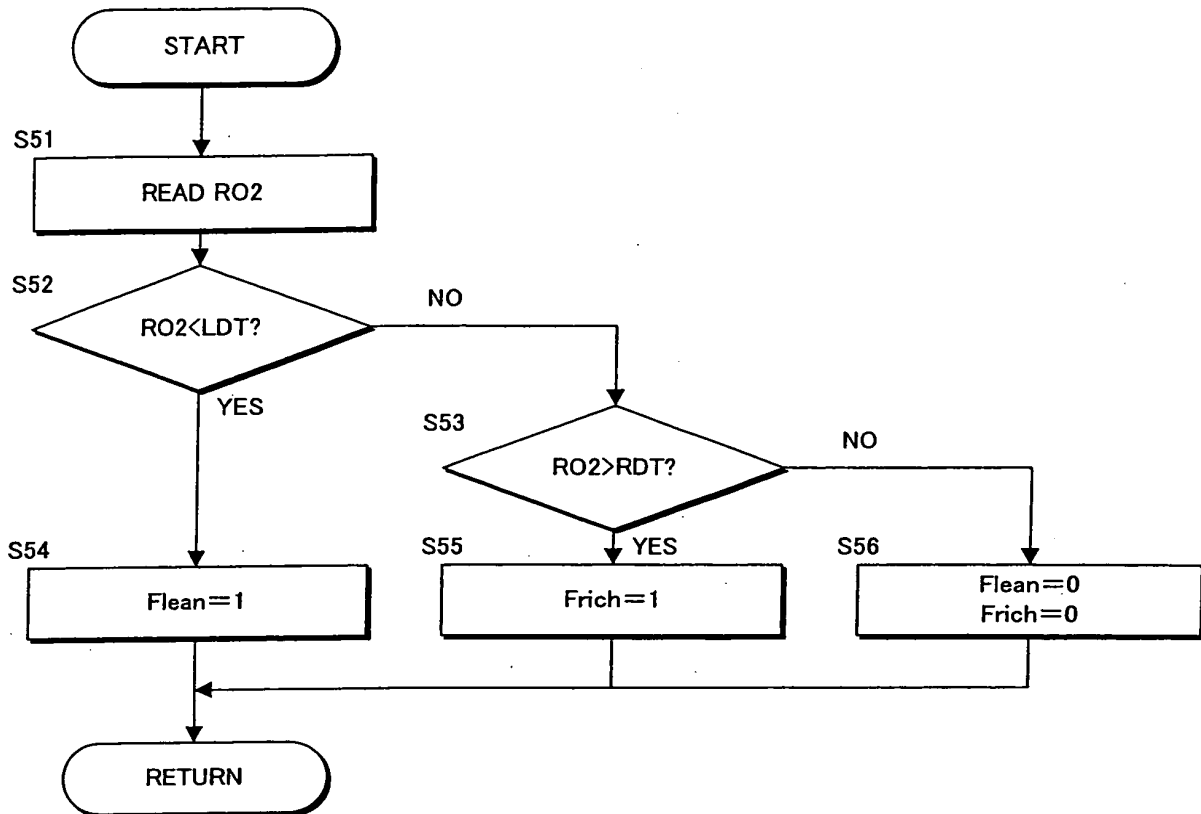 START
S51
READ RO2
S52
RO2<LDT?
NO
YES
S53
RO2>RDT?
NO
S54
Flean=1
S55
YES
Frich=1
S56
Flean=0
Frich=0
RETURN